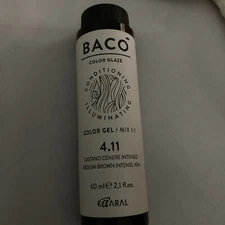 BACO
COLOR GLAZE
CONDITIONING
ILLUMINATING
COLOR GEL / MIX 1:1
4.11
CASTANO CENERE INTENSO
MEDIUM BROWN INTENSE ASH
60 ml e 2,1 fl.oz.
KAARAL